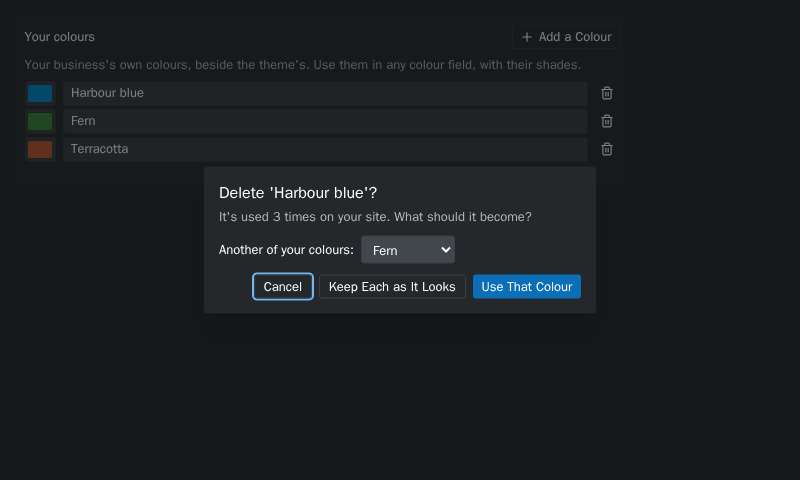 Your colours
Add a Colour
Your business's own colours, beside the theme's. Use them in any colour field, with their shades.
Harbour blue
Fern
Terracotta
Delete 'Harbour blue'?
It's used 3 times on your site. What should it become?
Another of your colours: Fern
Cancel Keep Each as It Looks Use That Colour